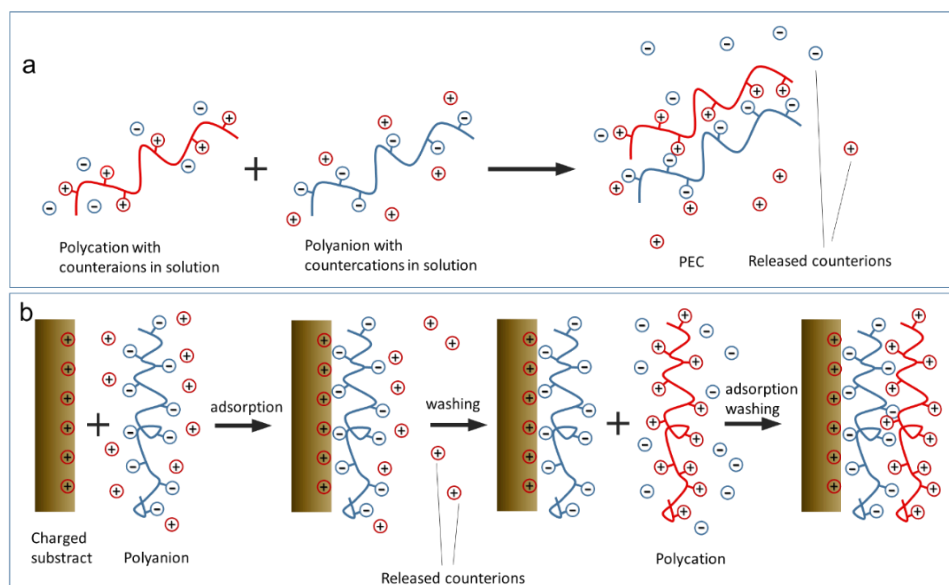 a
+
Polycation with
counteraions in solution
Polyanion with
countercations in solution
PEC
Released counterions
b
+
adsorption
washing
+
adsorption
washing
Charged
substract
Polyanion
Released counterions
Polycation